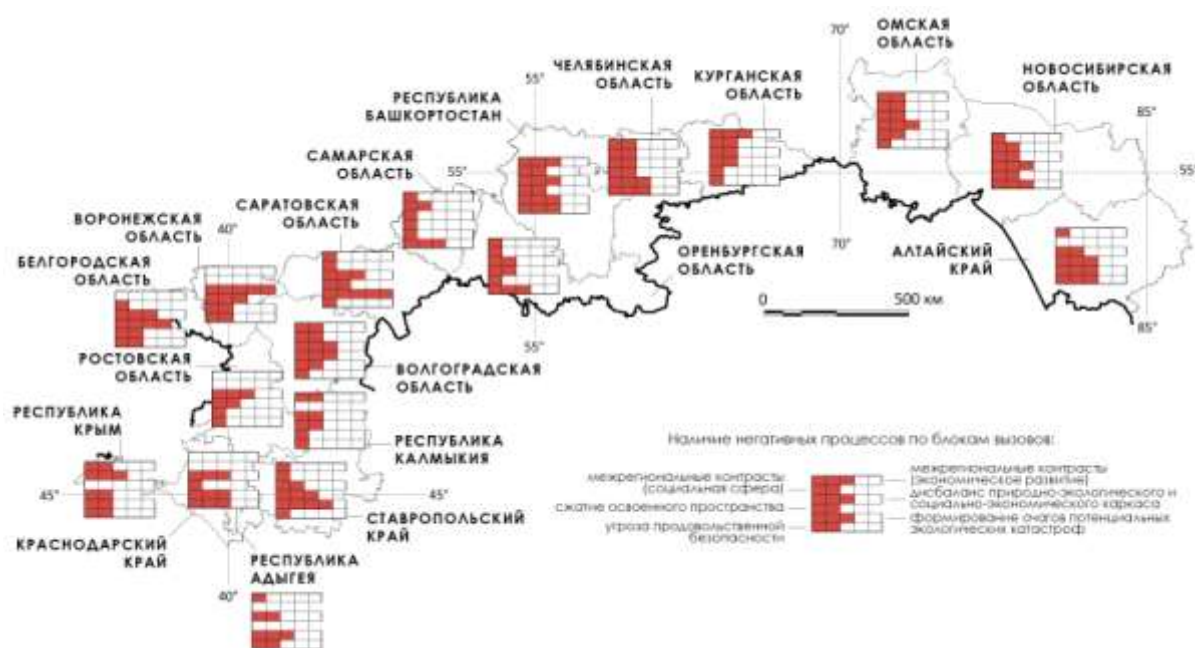 ОМСКАЯ
ОБЛАСТЬ
70°
ЧЕЛЯБИНСКАЯ
ОБЛАСТЬ
КУРГАНСКАЯ
ОБЛАСТЬ
НОВОСИБИРСКАЯ
ОБЛАСТЬ
55°
РЕСПУБЛИКА
БАШКОРТОСТАН
85°
САМАРСКАЯ
ОБЛАСТЬ
55°
55°
САРАТОВСКАЯ
ОБЛАСТЬ
ВОРОНЕЖСКАЯ
ОБЛАСТЬ
40°
БЕЛГОРОДСКАЯ
ОБЛАСТЬ
70°
ОРЕНБУРГСКАЯ
ОБЛАСТЬ
АЛТАЙСКИЙ
КРАЙ
0
500 км
85°
55°
РОСТОВСКАЯ
ОБЛАСТЬ
ВОЛГОГРАДСКАЯ
ОБЛАСТЬ
РЕСПУБЛИКА
КРЫМ
РЕСПУБЛИКА
КАЛМЫКИЯ
45°
45°
СТАВРОПОЛЬСКИЙ
КРАЙ
КРАСНОДАРСКИЙ
КРАЙ
РЕСПУБЛИКА
АДЫГЕЯ
40°
Наличие негативных процессов по блокам вызовов:
межрегиональные контрасты
(социальная сфера)
сжатие освоенного пространства
угроза продовольственной
безопасности
межрегиональные контрасты
(экономическое развитие)
дисбаланс природно-экологического и
социально-экономического каркаса
формирование очагов потенциальных
экологических катастроф